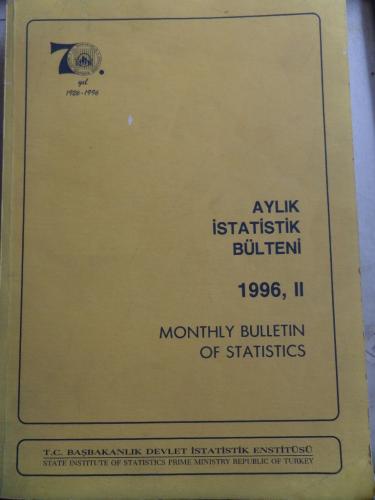 70.
yıl
1926-1996
AYLIK
İSTATİSTİK
BÜLTENİ
1996, II
MONTHLY BULLETIN
OF STATISTICS
T.C. BAŞBAKANLIK DEVLET İSTATİSTİK ENSTİTÜSÜ
STATE INSTITUTE OF STATISTICS PRIME MINISTRY REPUBLIC OF TURKEY